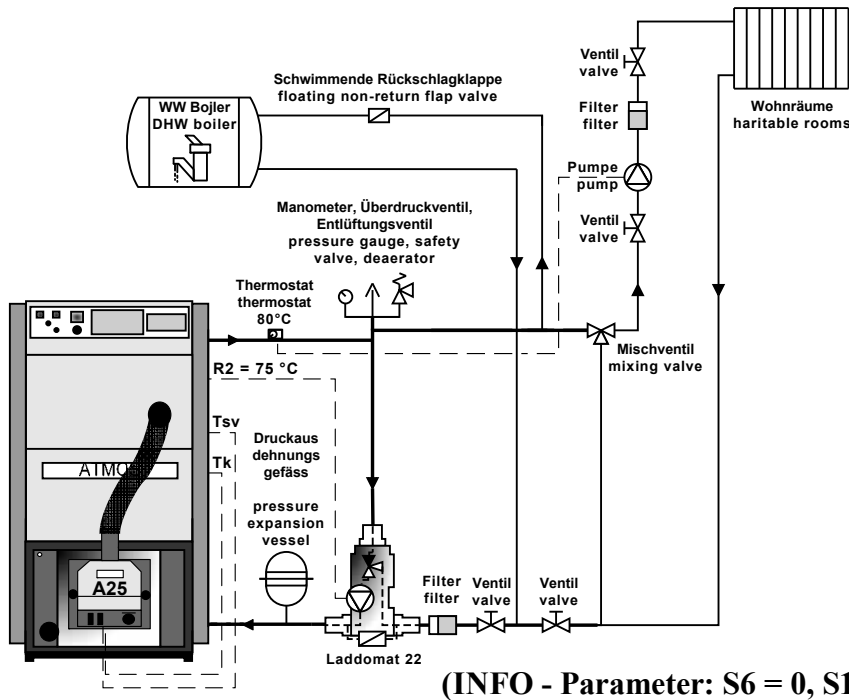 Schwimmende Rückschlagklappe
floating non-return flap valve
WW Bojler
DHW boiler
Ventil
valve
Filter
filter
Wohnräume
haritable rooms
Pumpe
pump
Ventil
valve
Manometer, Überdruckventil,
Entlüftungsventil
pressure gauge, safety
valve, deaerator
Thermostat
thermostat
80°C
Mischventil
mixing valve
R2 = 75 °C
Tsv
Tk
Druckaus
dehnungs
gefäss
pressure
expansion
vessel
A25
Filter
filter
Ventil
valve
Ventil
valve
Laddomat 22
(INFO - Parameter: S6 = 0, S1